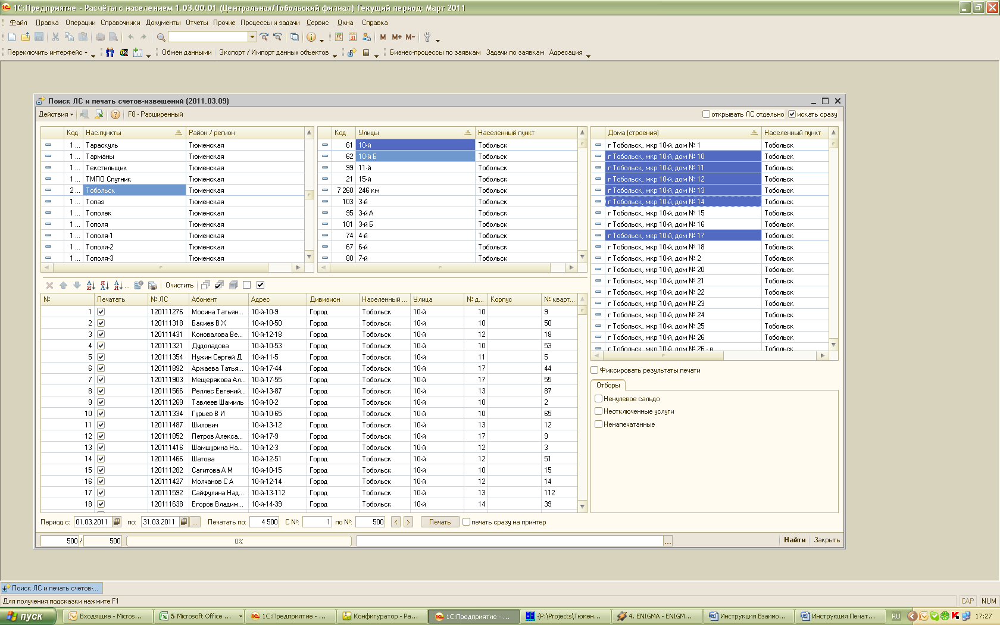 1С:Предприятие - Расчёты с населением 1.03.00.01 (Центральная/Тобольский филиал) Текущий период: Март 2011
Файл Правка Операции Справочники Документы Отчеты Прочие Процессы и задачи Сервис Окна Справка
31 M M+ M-
Переключить интерфейс Обмен данными Экспорт / Импорт данных объектов Бизнес-процессы по заявкам Задачи по заявкам Адресация
Поиск ЛС и печать счетов-извещений (2011.03.09)
Действия ? F8 - Расширенный открывать ЛС отдельно искать сразу
Код Нас.пункты Район / регион
1 ... Тараскуль Тюменская
1 ... Тарманы Тюменская
1 ... Текстильщик Тюменская
1 ... ТМПО Спутник Тюменская
2 ... Тобольск Тюменская
1 ... Топаз Тюменская
1 ... Тополек Тюменская
1 ... Тополя Тюменская
1 ... Тополя-1 Тюменская
1 ... Тополя-2 Тюменская
1 ... Тополя-3 Тюменская
Код Улицы Населенный пункт
61 10-й Тобольск
62 10-й Б Тобольск
99 11-й Тобольск
21 15-й Тобольск
7 260 246 км Тобольск
103 3-й Тобольск
95 3-й А Тобольск
101 3-й Б Тобольск
74 4-й Тобольск
67 6-й Тобольск
80 7-й Тобольск
Дома (строения) Населенный пункт
г Тобольск, мкр 10-й, дом № 1 Тобольск
г Тобольск, мкр 10-й, дом № 10 Тобольск
г Тобольск, мкр 10-й, дом № 11 Тобольск
г Тобольск, мкр 10-й, дом № 12 Тобольск
г Тобольск, мкр 10-й, дом № 13 Тобольск
г Тобольск, мкр 10-й, дом № 14 Тобольск
г Тобольск, мкр 10-й, дом № 15 Тобольск
г Тобольск, мкр 10-й, дом № 16 Тобольск
г Тобольск, мкр 10-й, дом № 17 Тобольск
г Тобольск, мкр 10-й, дом № 18 Тобольск
г Тобольск, мкр 10-й, дом № 2 Тобольск
г Тобольск, мкр 10-й, дом № 20 Тобольск
г Тобольск, мкр 10-й, дом № 21 Тобольск
г Тобольск, мкр 10-й, дом № 22 Тобольск
г Тобольск, мкр 10-й, дом № 23 Тобольск
г Тобольск, мкр 10-й, дом № 24 Тобольск
г Тобольск, мкр 10-й, дом № 25 Тобольск
г Тобольск, мкр 10-й, дом № 26 Тобольск
г Тобольск, мкр 10-й, дом № 26 - в Тобольск
Очистить
№ Печатать № ЛС Абонент Адрес Дивизион Населенный ... Улица № д... Корпус № кварт...
1 120111276 Мосина Татьян... 10-й-10-9 Город Тобольск 10-й 10 9
2 120111318 Бакиев В Х 10-й-10-50 Город Тобольск 10-й 10 50
3 120111431 Коновалова Ве... 10-й-12-18 Город Тобольск 10-й 12 18
4 120111321 Дудоладова 10-й-10-53 Город Тобольск 10-й 10 53
5 120111354 Нужин Сергей Д 10-й-11-5 Город Тобольск 10-й 11 5
6 120111892 Аржаева Татья... 10-й-17-44 Город Тобольск 10-й 17 44
7 120111903 Мещерякова Ал... 10-й-17-55 Город Тобольск 10-й 17 55
8 120111566 Реллес Евгений... 10-й-13-87 Город Тобольск 10-й 13 87
9 120111269 Тавлеев Шамиль 10-й-10-2 Город Тобольск 10-й 10 2
10 120111334 Гурьев В И 10-й-10-65 Город Тобольск 10-й 10 65
11 120111487 Шилович 10-й-13-12 Город Тобольск 10-й 13 12
12 120111852 Петров Алекса... 10-й-17-9 Город Тобольск 10-й 17 9
13 120111416 Шамшурина На... 10-й-12-3 Город Тобольск 10-й 12 3
14 120111466 Шатова 10-й-12-51 Город Тобольск 10-й 12 51
15 120111282 Сагитова А М 10-й-10-15 Город Тобольск 10-й 10 15
16 120111427 Молчанов С А 10-й-12-14 Город Тобольск 10-й 12 14
17 120111592 Сайфулина Над... 10-й-13-112 Город Тобольск 10-й 13 112
18 120111638 Егоров Владим... 10-й-14-39 Город Тобольск 10-й 14 39
Фиксировать результаты печати
Отборы
Ненулевое сальдо
Неотключенные услуги
Ненапечатанные
Период с: 01.03.2011 по: 31.03.2011 ... Печатать по: 4 500 С №: 1 по №: 500 < > Печать печать сразу на принтер
500 / 500 0% ... Найти Закрыть
Поиск ЛС и печать счетов-...
Для получения подсказки нажмите F1 CAP NUM
пуск Входящие - Micros... 5 Microsoft Office ... 1С:Предприятие - ... Конфигуратор - Ра... 1С:Предприятие - ... {P:\Projects\Тюмен... 4. ENIGMA - ENIGM... Инструкция Взаимо... Инструкция Печат... RU 17:27